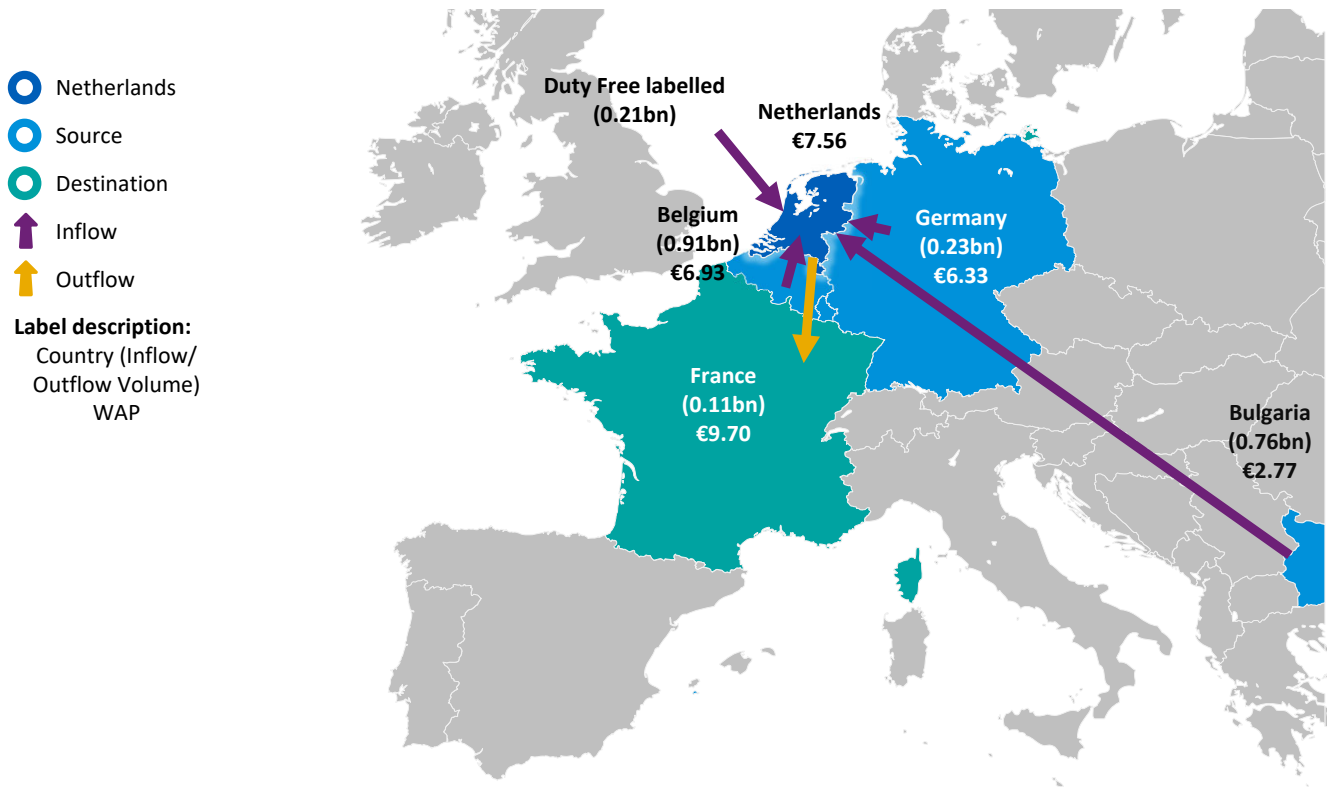 Netherlands
Source
Destination
Inflow
Outflow
Label description:
Country (Inflow/
Outflow Volume)
WAP
Duty Free labelled
(0.21bn)
Netherlands
€7.56
Belgium
(0.91bn)
€6.93
Germany
(0.23bn)
€6.33
France
(0.11bn)
€9.70
Bulgaria
(0.76bn)
€2.77